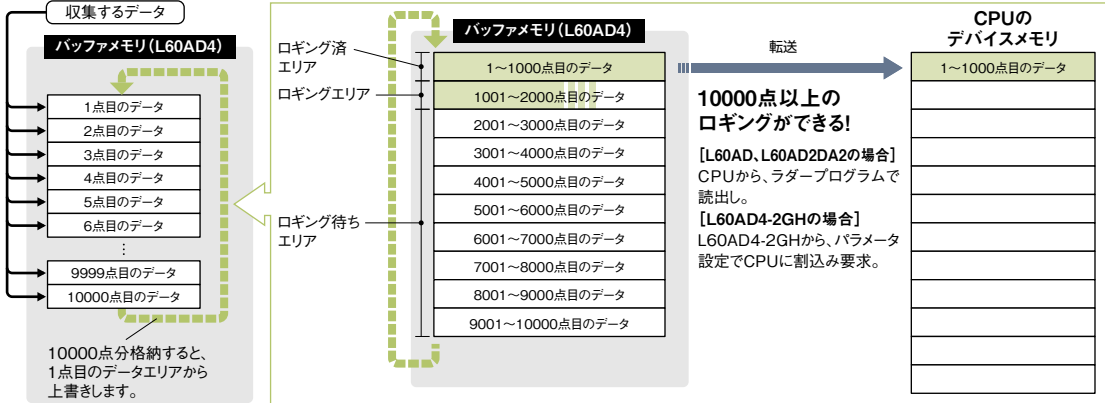 収集するデータ
バッファメモリ(L60AD4)
1点目のデータ
2点目のデータ
3点目のデータ
4点目のデータ
5点目のデータ
6点目のデータ
⋮
9999点目のデータ
10000点目のデータ
10000点分格納すると、
1点目のデータエリアから
上書きします。
バッファメモリ(L60AD4)
ロギング済
エリア
ロギングエリア
ロギング待ち
エリア
1～1000点目のデータ
1001～2000点目のデータ
2001～3000点目のデータ
3001～4000点目のデータ
4001～5000点目のデータ
5001～6000点目のデータ
6001～7000点目のデータ
7001～8000点目のデータ
8001～9000点目のデータ
9001～10000点目のデータ
転送
10000点以上の
ロギングができる!
[L60AD、L60AD2DA2の場合]
CPUから、ラダープログラムで
読出し。
[L60AD4-2GHの場合]
L60AD4-2GHから、パラメータ
設定でCPUに割込み要求。
CPUの
デバイスメモリ
1～1000点目のデータ